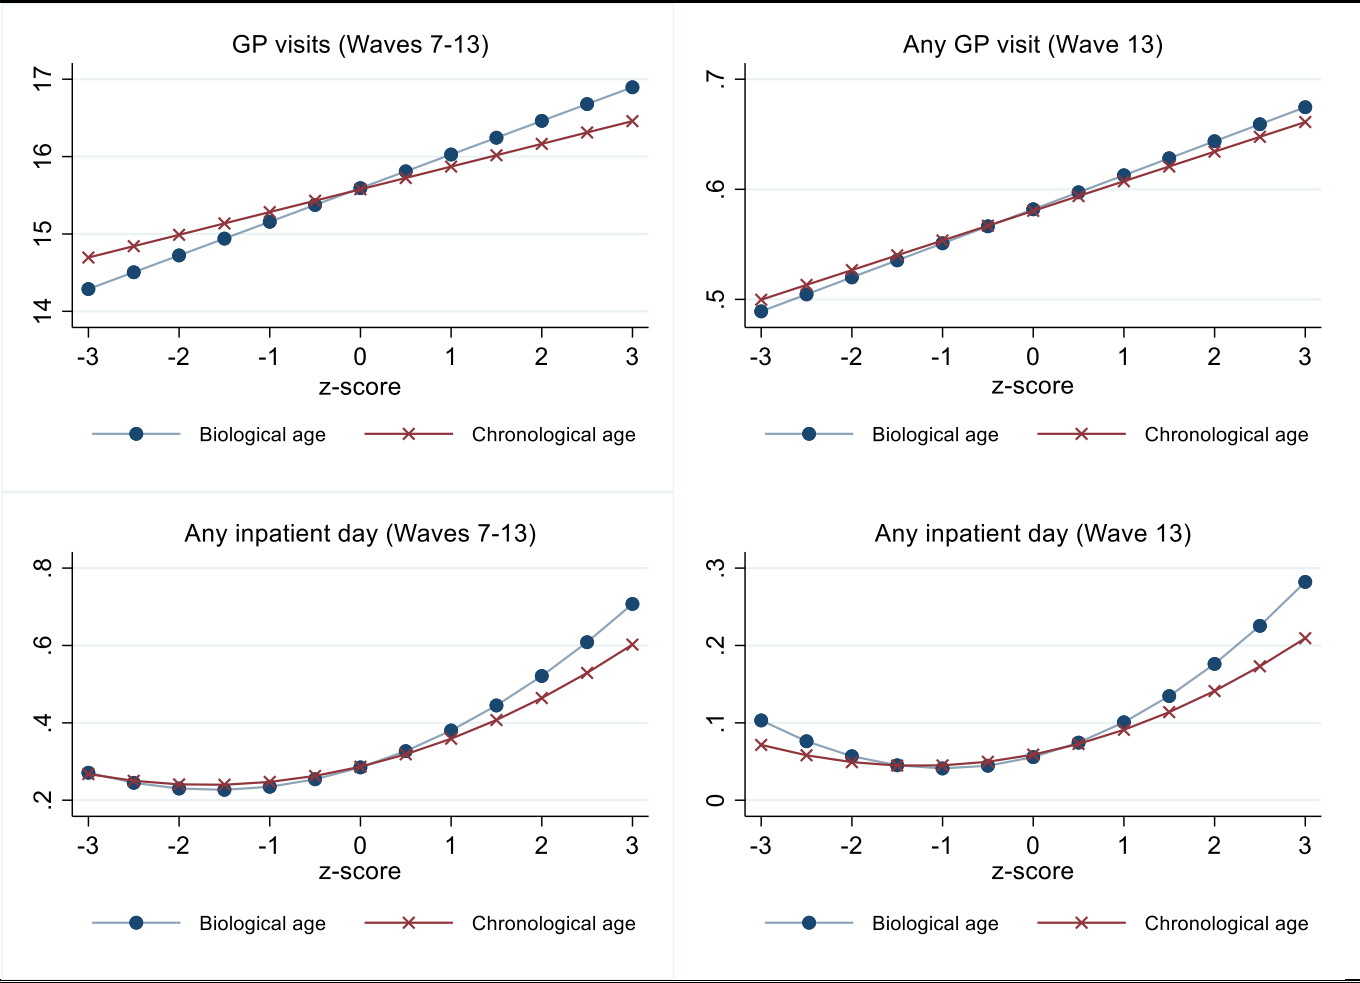 GP visits (Waves 7-13)
17
16
15
14
-3 -2 -1 0 1 2 3
z-score
Biological age Chronological age
Any GP visit (Wave 13)
.7
.6
.5
-3 -2 -1 0 1 2 3
z-score
Biological age Chronological age
Any inpatient day (Waves 7-13)
.8
.6
.4
.2
-3 -2 -1 0 1 2 3
z-score
Biological age Chronological age
Any inpatient day (Wave 13)
.3
.2
.1
0
-3 -2 -1 0 1 2 3
z-score
Biological age Chronological age